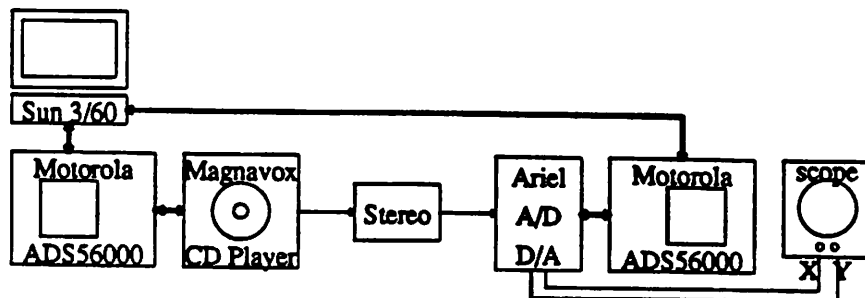 Sun 3/60
Motorola
ADS56000
Magnavox
CD Player
Stereo
Ariel
A/D
D/A
Motorola
ADS56000
scope
X Y